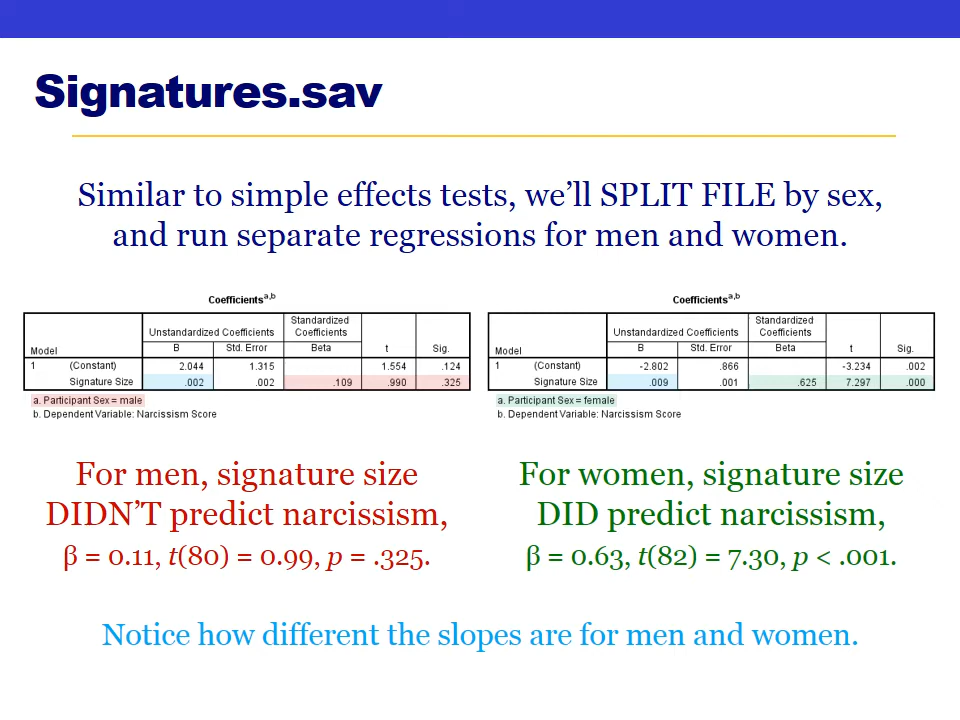 Signatures.sav
Similar to simple effects tests, we'll SPLIT FILE by sex,
and run separate regressions for men and women.
Coefficientsa,b
Model
Unstandardized Coefficients
Standardized Coefficients
t
Sig.
B
Std. Error
Beta
1 (Constant) 2.044 1.315 1.554 .124
Signature Size .002 .002 .109 .990 .325
a. Participant Sex = male
b. Dependent Variable: Narcissism Score
Coefficientsa,b
Model
Unstandardized Coefficients
Standardized Coefficients
t
Sig.
B
Std. Error
Beta
1 (Constant) -2.802 .866 -3.234 .002
Signature Size .009 .001 .625 7.297 .000
a. Participant Sex = female
b. Dependent Variable: Narcissism Score
For men, signature size
DIDN'T predict narcissism,
β = 0.11, t(80) = 0.99, p = .325.
For women, signature size
DID predict narcissism,
β = 0.63, t(82) = 7.30, p < .001.
Notice how different the slopes are for men and women.